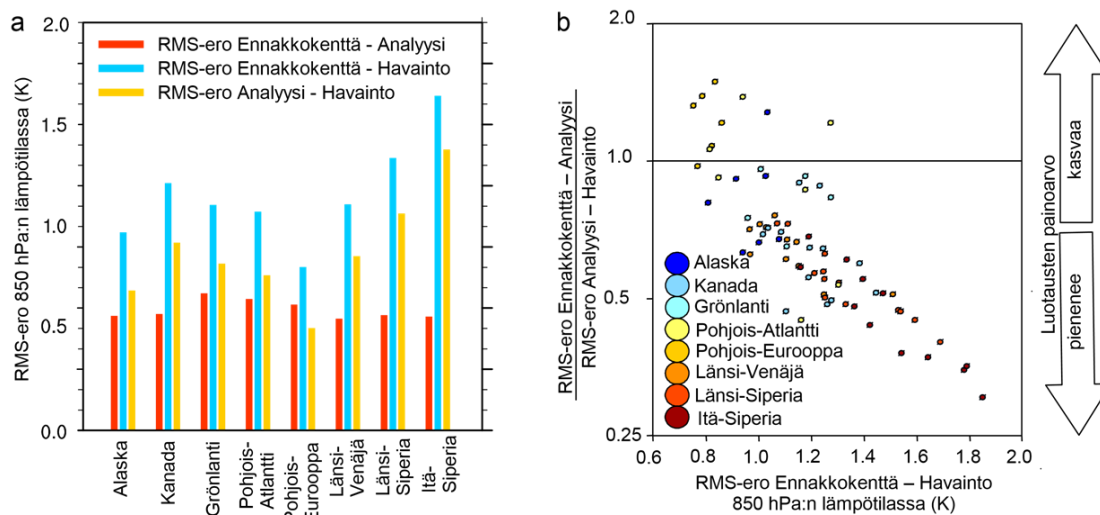 a
RMS-ero 850 hPa:n lämpötilassa (K)
2.0
1.5
1.0
0.5
0.0
RMS-ero Ennakkokenttä - Analyysi
RMS-ero Ennakkokenttä - Havainto
RMS-ero Analyysi - Havainto
Alaska
Kanada
Grönlanti
Pohjois-
Atlantti
Pohjois-
Eurooppa
Länsi-
Venäjä
Länsi-
Siperia
Itä-
Siperia
b
RMS-ero Ennakkokenttä – Analyysi
RMS-ero Analyysi – Havainto
2.0
1.0
0.5
0.25
Alaska
Kanada
Grönlanti
Pohjois-Atlantti
Pohjois-Eurooppa
Länsi-Venäjä
Länsi-Siperia
Itä-Siperia
0.6 0.8 1.0 1.2 1.4 1.6 1.8 2.0
RMS-ero Ennakkokenttä – Havainto
850 hPa:n lämpötilassa (K)
Luotausten painoarvo
kasvaa
pienenee